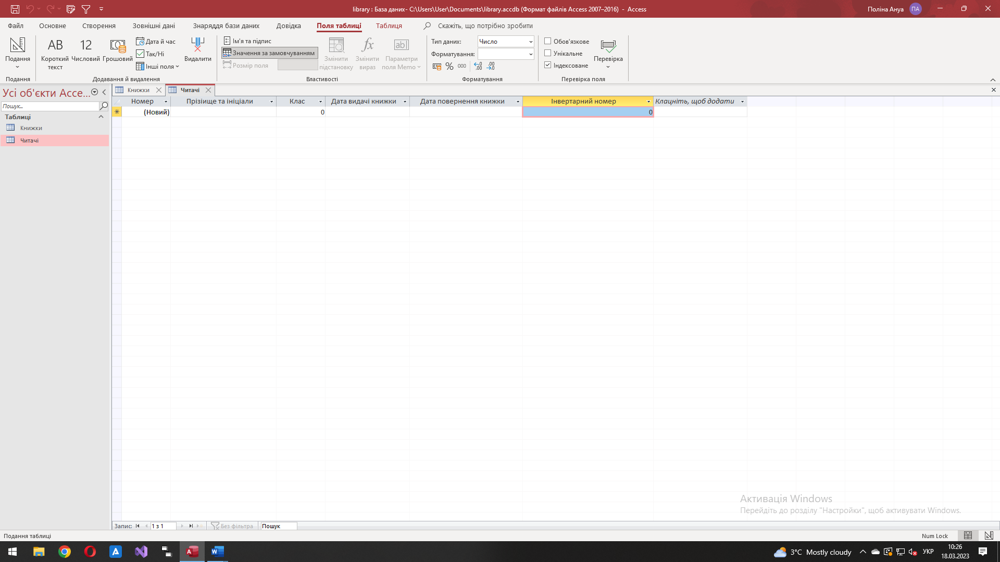 library : База даних- C:\Users\User\Documents\library.accdb (Формат файлів Access 2007–2016) - Access
Поліна Ануа
ПА
Файл
Основне
Створення
Зовнішні дані
Знаряддя бази даних
Довідка
Поля таблиці
Таблиця
Скажіть, що потрібно зробити
Подання
Подання
AB
Короткий
текст
12
Числовий
Грошовий
Дата й час
Так/Ні
Інші поля
Видалити
Додавання й видалення
Ім'я та підпис
Значення за замовчуванням
Розмір поля
Змінити
підстановку
fx
Змінити
вираз
ab
Параметри
поля Memo
Властивості
Тип даних:
Число
Форматування:
%
000
,00
,00
Форматування
Обов'язкове
Унікальне
Індексоване
Перевірка
Перевірка поля
Усі об'єкти Acce...
Пошук...
Таблиці
Книжки
Читачі
Книжки
Читачі
Номер
Прізіище та ініціали
Клас
Дата видачі книжки
Дата повернення книжки
Інвертарний номер
Клацніть, щоб додати
(Новий)
0
0
Активація Windows
Перейдіть до розділу "Настройки", щоб активувати Windows.
Запис:
1 з 1
Без фільтра
Пошук
Подання таблиці
Num Lock
3°C
Mostly cloudy
УКР
10:26
18.03.2023